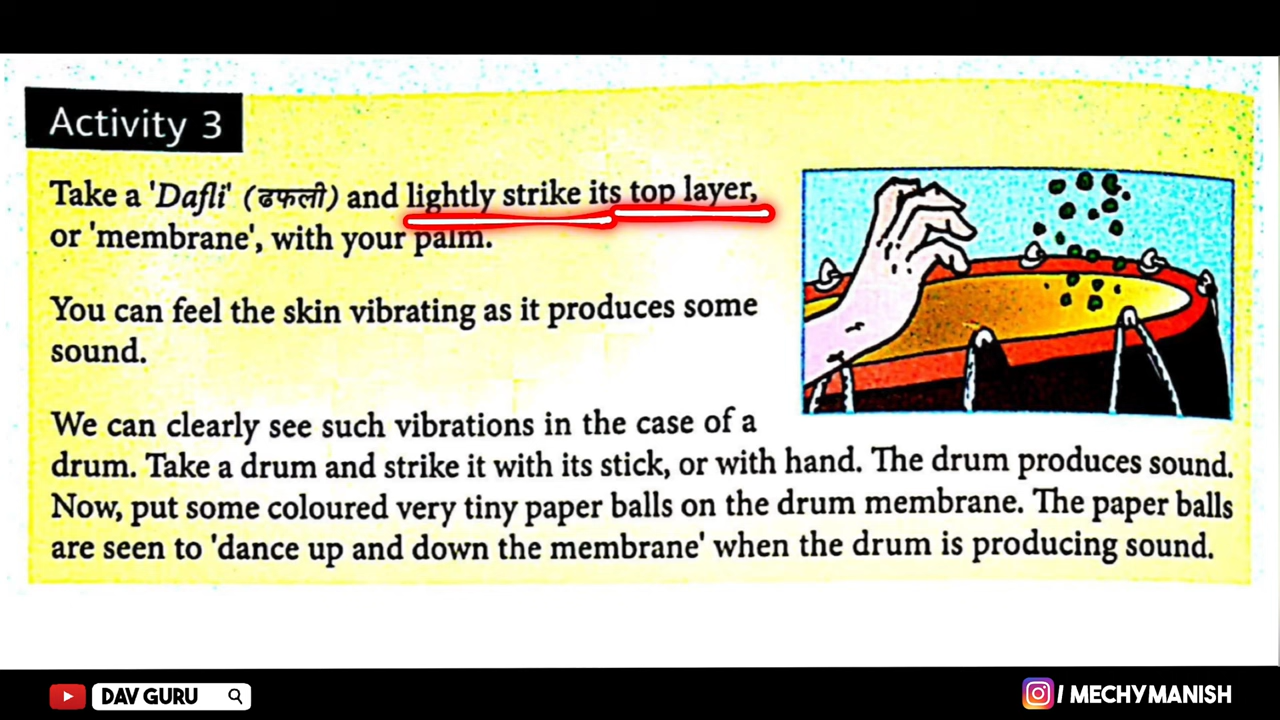 Activity 3
Take a 'Dafli' (ढफली) and lightly strike its top layer,
or 'membrane', with your palm.
You can feel the skin vibrating as it produces some
sound.
We can clearly see such vibrations in the case of a
drum. Take a drum and strike it with its stick, or with hand. The drum produces sound.
Now, put some coloured very tiny paper balls on the drum membrane. The paper balls
are seen to 'dance up and down the membrane' when the drum is producing sound.
DAV GURU
/ MECHYMANISH